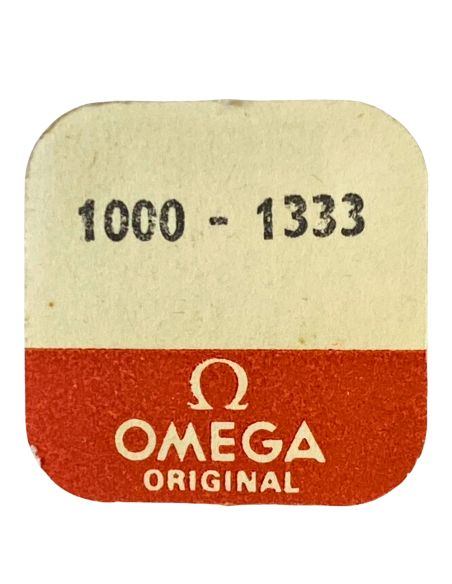 1000 - 1333
Ω
OMEGA
ORIGINAL